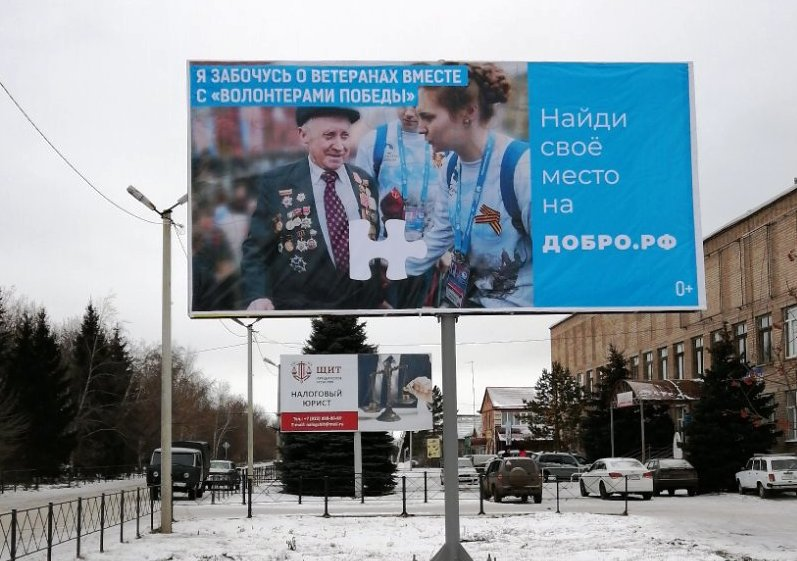 Я ЗАБОЧУСЬ О ВЕТЕРАНАХ ВМЕСТЕ
С «ВОЛОНТЕРАМИ ПОБЕДЫ»
Найди
своё
место
на
ДОБРО.РФ
0+
ЩИТ
НАЛОГОВЫЙ
ЮРИСТ